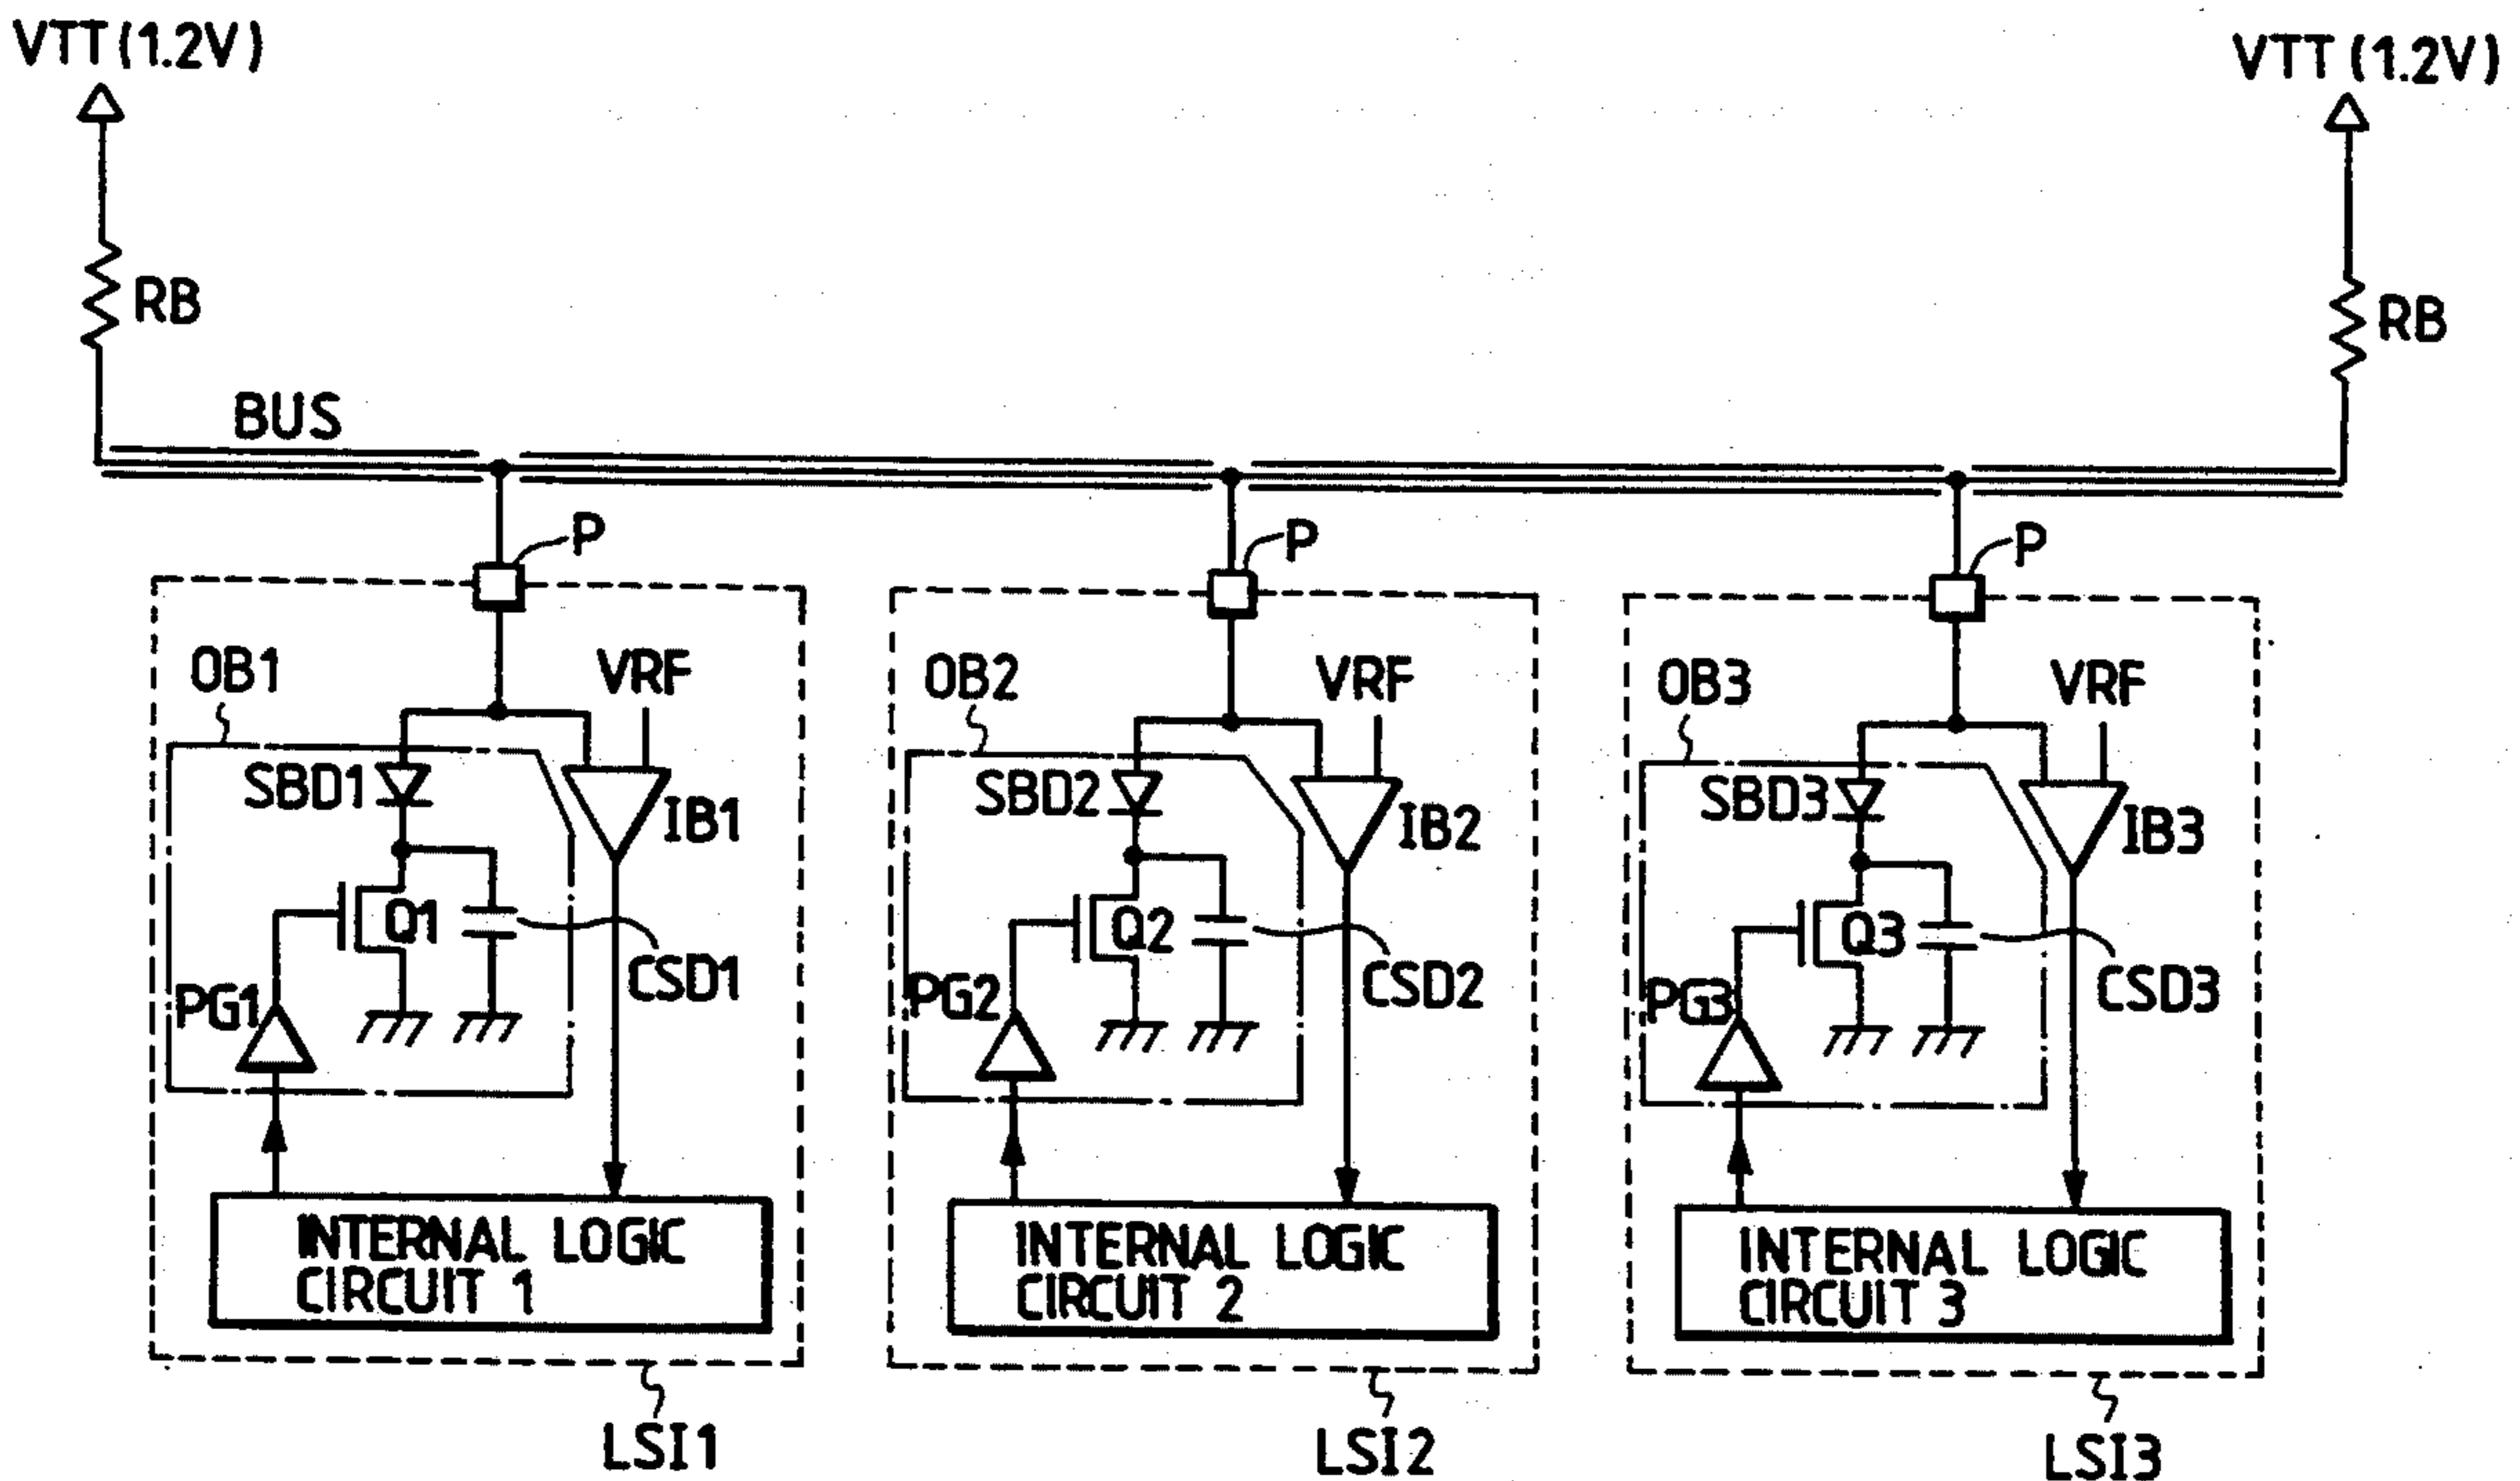 VTT(1.2V)
VTT(1.2V)
RB
RB
BUS
P
P
P
OB1
VRF
OB2
VRF
OB3
VRF
SBD1
IB1
SBD2
IB2
SBD3
IB3
Q1
Q2
Q3
CSD1
CSD2
CSD3
PG1
PG2
PG3
INTERNAL LOGIC
CIRCUIT 1
INTERNAL LOGIC
CIRCUIT 2
INTERNAL LOGIC
CIRCUIT 3
LSI1
LSI2
LSI3